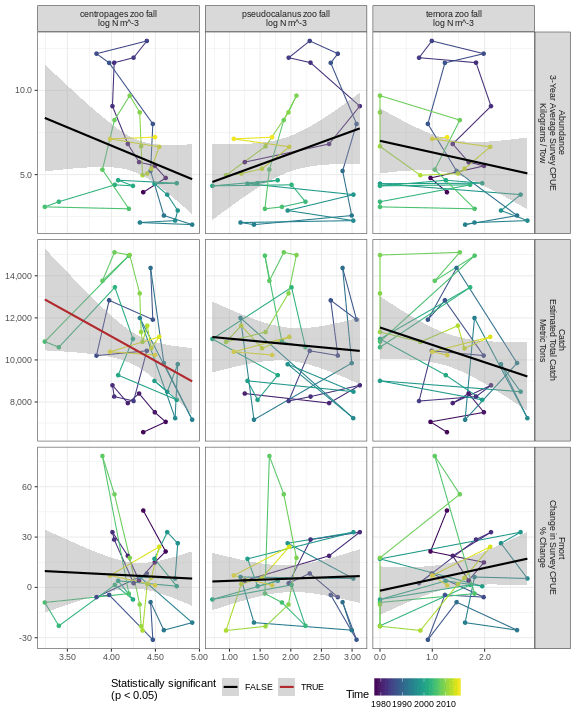 centropages zoo fall
log N m^-3
pseudocalanus zoo fall
log N m^-3
temora zoo fall
log N m^-3
10.0
5.0
Abundance
3-Year Average Survey CPUE
Kilograms / Tow
14,000
12,000
10,000
8,000
Catch
Estimated Total Catch
Metric Tons
60
30
0
-30
Fmort
Change in Survey CPUE
% Change
3.50
4.00
4.50
5.00
1.00
1.50
2.00
2.50
3.00
0.0
1.0
2.0
Statistically significant
(p < 0.05)
FALSE
TRUE
Time
1980 1990 2000 2010